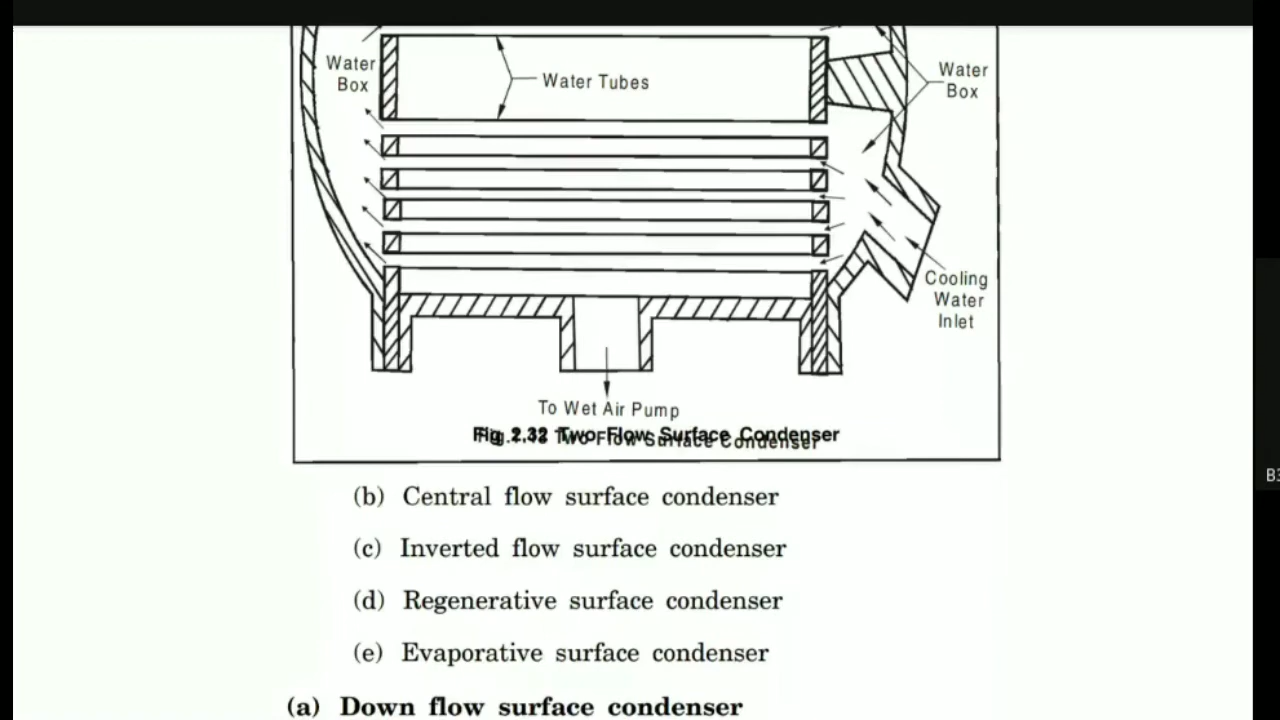 Water
Box
Water Tubes
Water
Box
Cooling
Water
Inlet
To Wet Air Pump
Fig 2.32 Two Flow Surface Condenser
(b) Central flow surface condenser
(c) Inverted flow surface condenser
(d) Regenerative surface condenser
(e) Evaporative surface condenser
(a) Down flow surface condenser